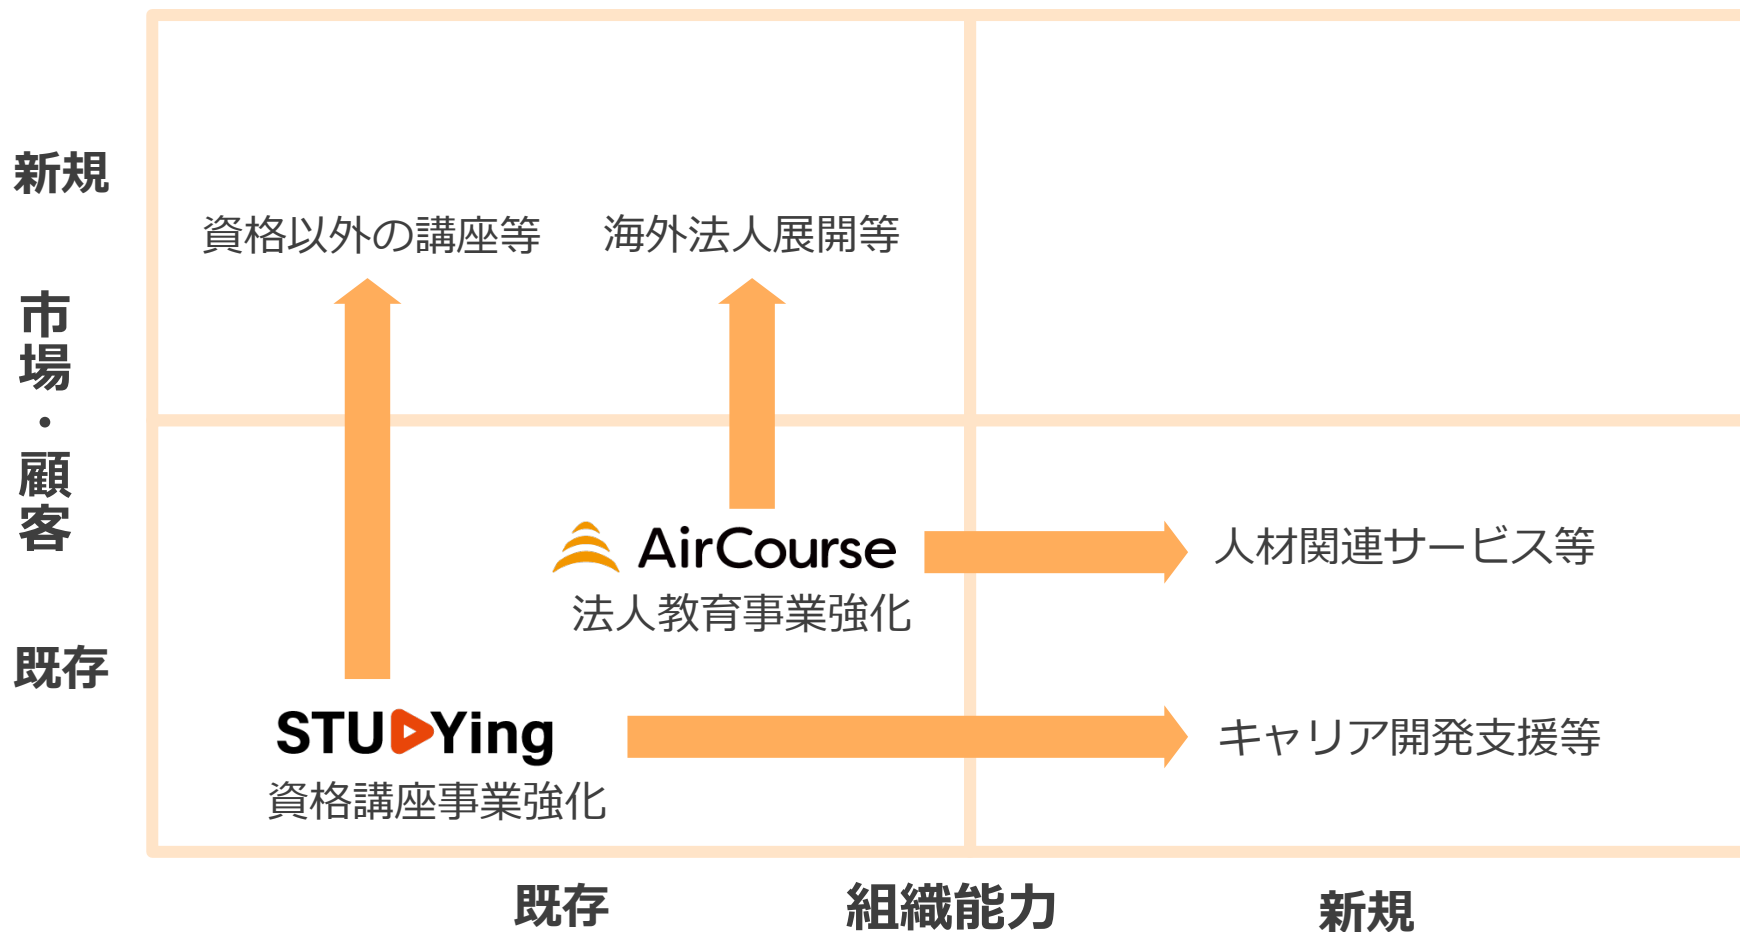 新規
資格以外の講座等
海外法人展開等
市場・顧客
AirCourse
法人教育事業強化
人材関連サービス等
既存
STUDYing
資格講座事業強化
キャリア開発支援等
既存
組織能力
新規